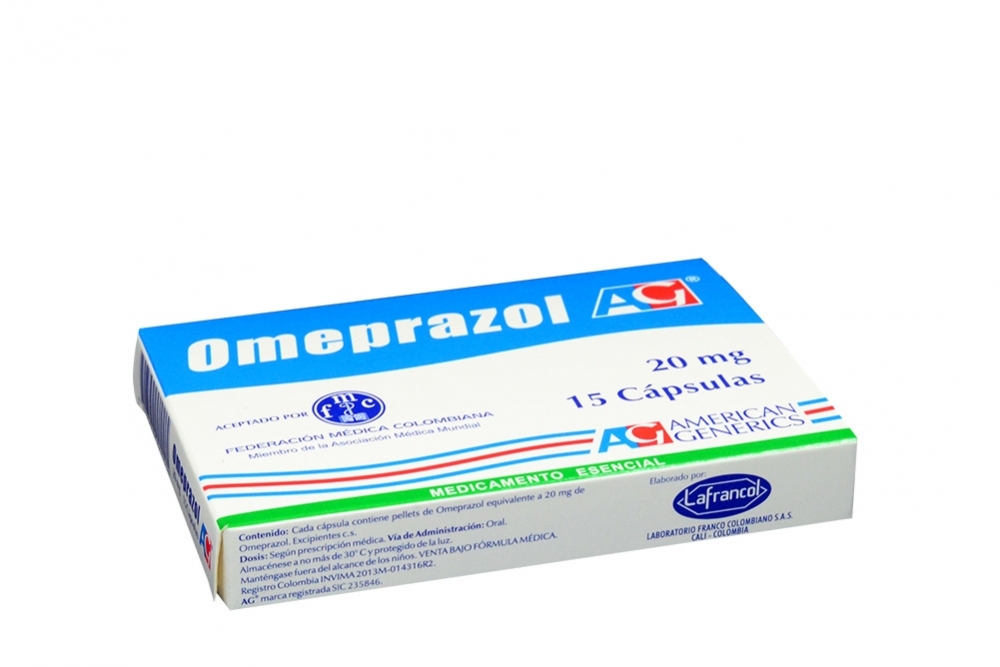 Omeprazol AG®
20 mg
15 Cápsulas
ACEPTADO POR fmc
FEDERACIÓN MÉDICA COLOMBIANA
Miembro de la Asociación Médica Mundial
AG AMERICAN
GENERICS
MEDICAMENTO ESENCIAL
Contenido: Cada cápsula contiene pellets de Omeprazol equivalente a 20 mg de
Omeprazol. Excipientes c.s.
Dosis: Según prescripción médica. Vía de Administración: Oral.
Almacénese a no más de 30°C y protegido de la luz.
Manténgase fuera del alcance de los niños. VENTA BAJO FÓRMULA MÉDICA.
Registro Colombia INVIMA 2013M-014316R2.
AG® marca registrada SIC 235846.
Elaborado por:
Lafrancol
LABORATORIO FRANCO COLOMBIANO S.A.S.
CALI - COLOMBIA
Omeprazol AG